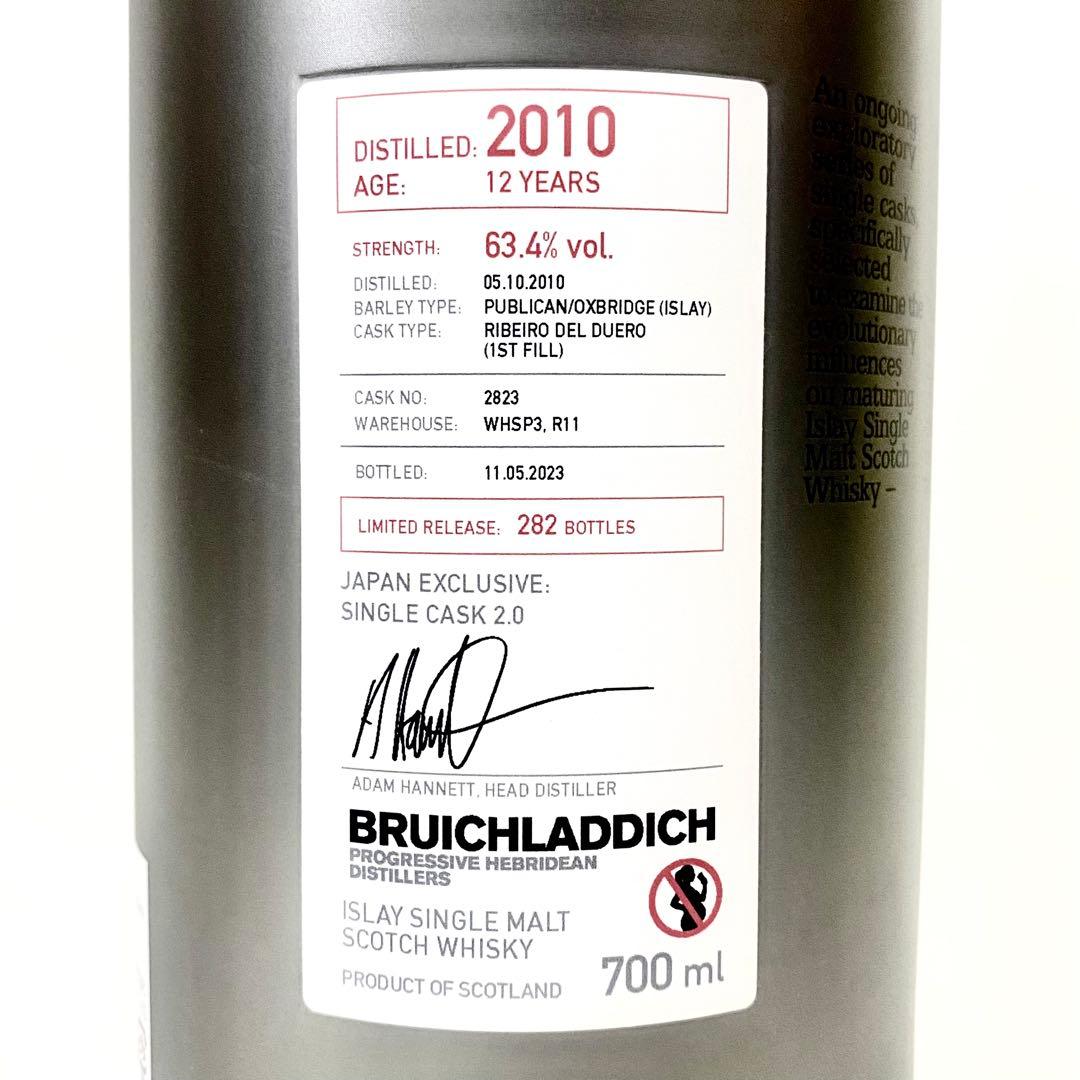 DISTILLED: 2010
AGE: 12 YEARS
STRENGTH: 63.4% vol.
DISTILLED: 05.10.2010
BARLEY TYPE: PUBLICAN/OXBRIDGE (ISLAY)
CASK TYPE: RIBEIRO DEL DUERO
(1ST FILL)
CASK NO: 2823
WAREHOUSE: WHSP3, R11
BOTTLED: 11.05.2023
LIMITED RELEASE: 282 BOTTLES
JAPAN EXCLUSIVE:
SINGLE CASK 2.0
ADAM HANNETT, HEAD DISTILLER
BRUICHLADDICH
PROGRESSIVE HEBRIDEAN
DISTILLERS
ISLAY SINGLE MALT
SCOTCH WHISKY
PRODUCT OF SCOTLAND
700 ml
An ongoing
exploratory
series of
single casks,
specifically
selected
to examine the
evolutionary
influences
on maturing
Islay Single
Malt Scotch
Whisky –